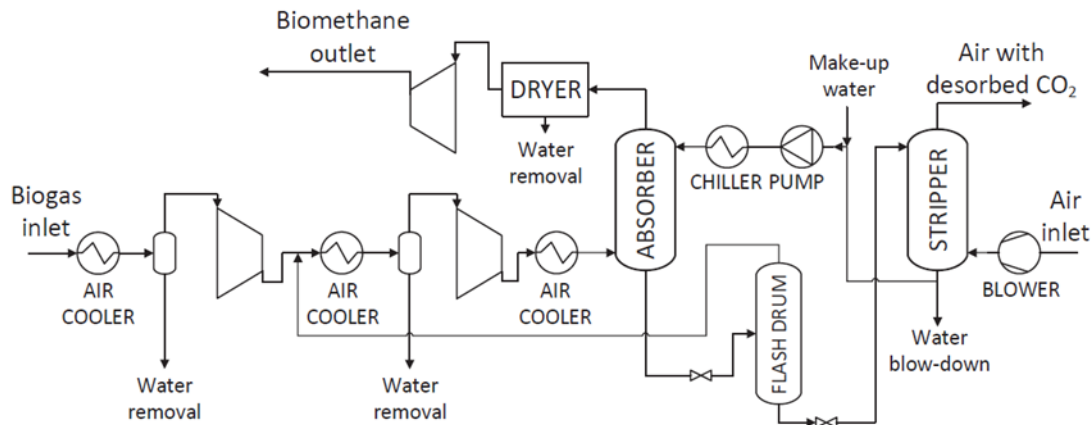 Biomethane
outlet
DRYER
Water
removal
Make-up
water
Air with
desorbed CO₂
ABSORBER
CHILLER
PUMP
STRIPPER
Biogas
inlet
Air
inlet
AIR
COOLER
AIR
COOLER
AIR
COOLER
FLASH DRUM
BLOWER
Water
removal
Water
removal
Water
blow-down